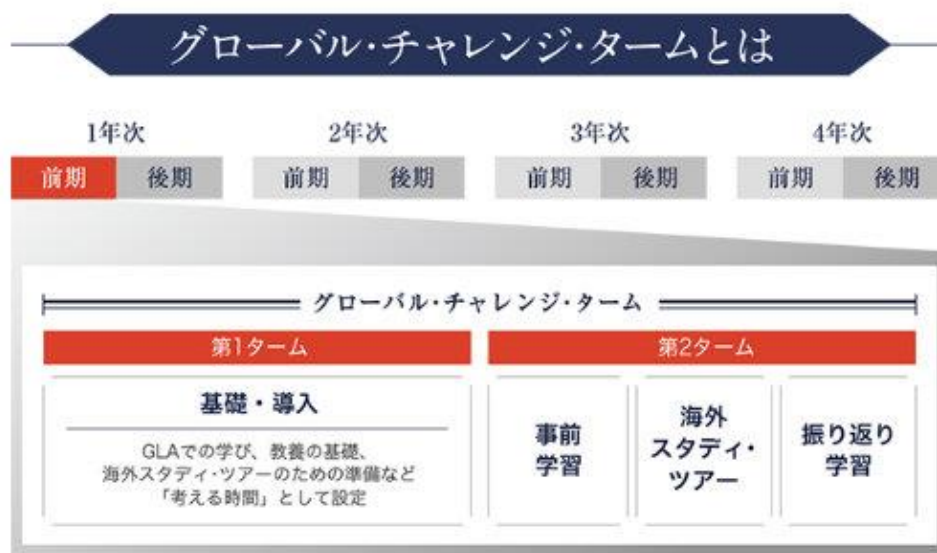 グローバル・チャレンジ・タームとは
1年次 2年次 3年次 4年次
前期 後期 前期 後期 前期 後期 前期 後期
グローバル・チャレンジ・ターム
第1ターム 第2ターム
基礎・導入
GLAでの学び、教養の基礎、
海外スタディ・ツアーのための準備など
「考える時間」として設定
事前
学習
海外
スタディ・
ツアー
振り返り
学習